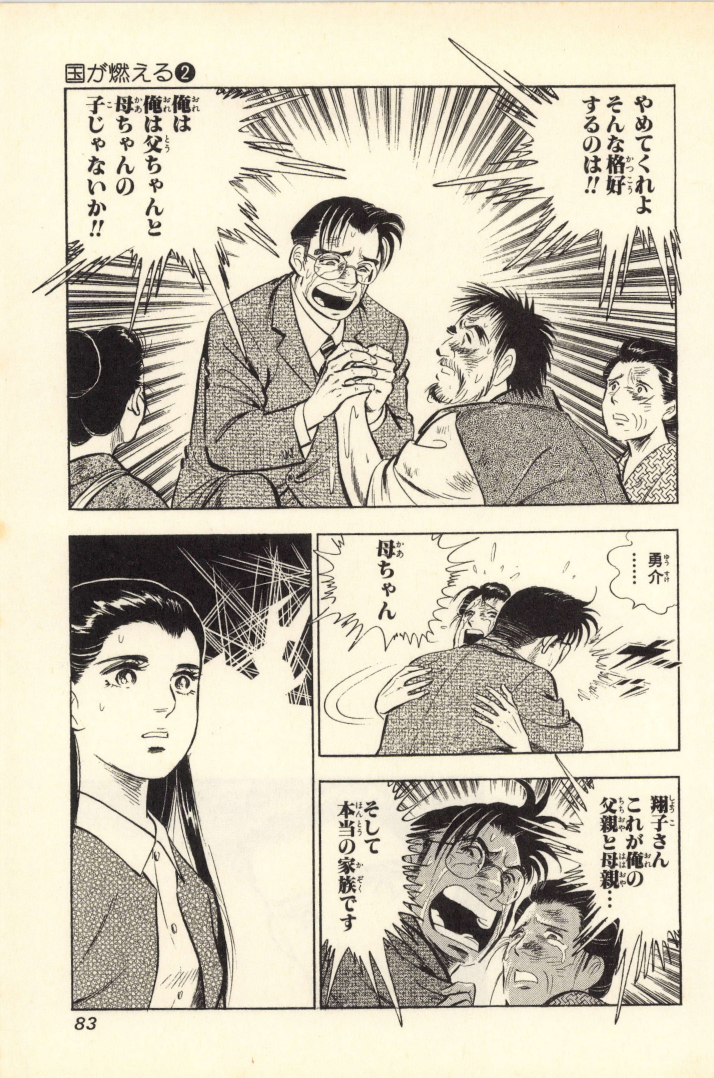 国が燃える❷
やめてくれよ
そんな格好
するのは!!
俺は
俺は父ちゃんと
母ちゃんの
子じゃないか!!
勇介
……
母ちゃん
翔子さん
これが俺の
父親と母親…
そして
本当の家族です
83